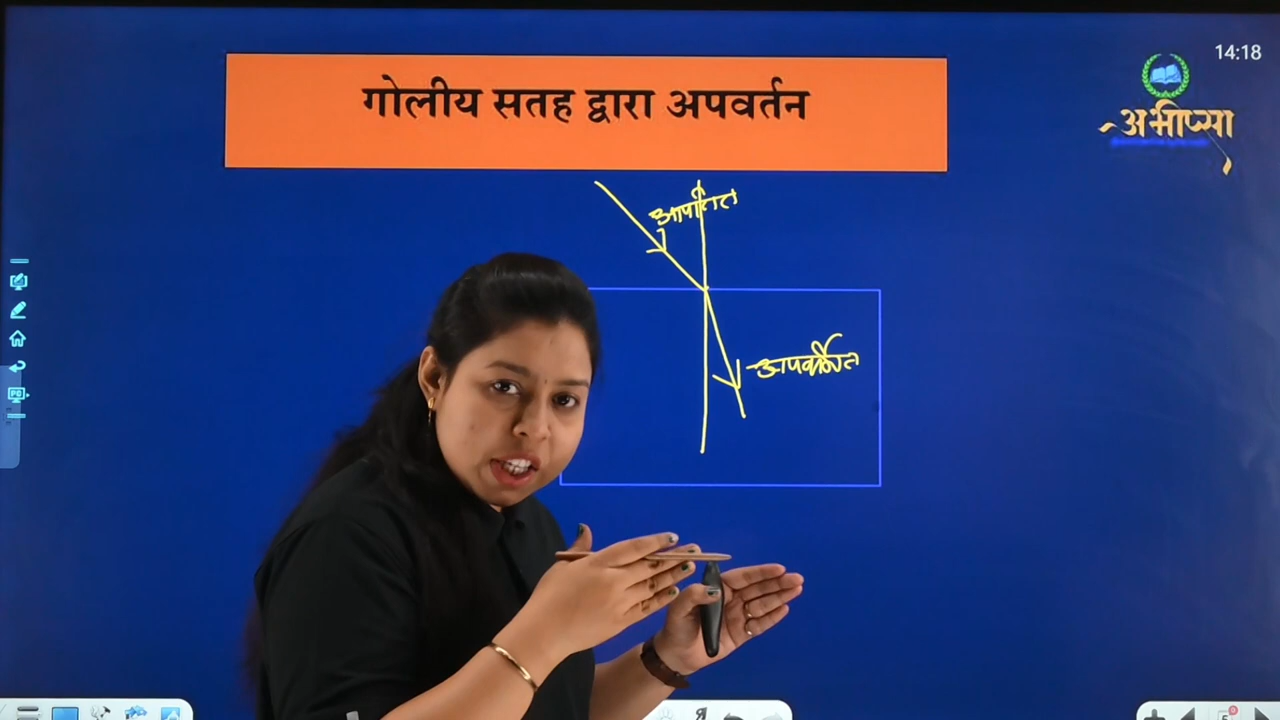 14:18
गोलीय सतह द्वारा अपवर्तन
अभीप्सा
आपतित
अपवर्तित